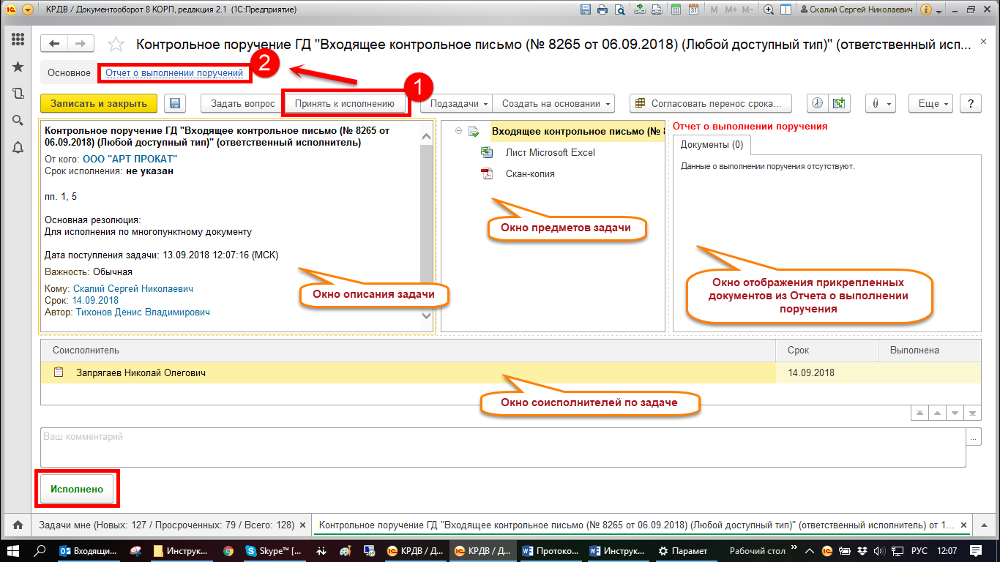 КРДВ / Документооборот 8 КОРП, редакция 2.1 (1С:Предприятие)
M M+ M- Скалий Сергей Николаевич
Контрольное поручение ГД "Входящее контрольное письмо (№ 8265 от 06.09.2018) (Любой доступный тип)" (ответственный исп...
Основное Отчет о выполнении поручений 2
1
Записать и закрыть Задать вопрос Принять к исполнению Подзадачи Создать на основании Согласовать перенос срока... Еще ?
Контрольное поручение ГД "Входящее контрольное письмо (№ 8265 от
06.09.2018) (Любой доступный тип)" (ответственный исполнитель)
От кого: ООО "АРТ ПРОКАТ"
Срок исполнения: не указан
пп. 1, 5
Основная резолюция:
Для исполнения по многопунктному документу
Дата поступления задачи: 13.09.2018 12:07:16 (МСК)
Важность: Обычная
Кому: Скалий Сергей Николаевич
Срок: 14.09.2018
Автор: Тихонов Денис Владимирович
Окно описания задачи
Входящее контрольное письмо (№ 8
Лист Microsoft Excel
Скан-копия
Окно предметов задачи
Отчет о выполнении поручения
Документы (0)
Данные о выполнении поручения отсутствуют.
Окно отображения прикрепленных
документов из Отчета о выполнении
поручения
Соисполнитель Срок Выполнена
Запрягаев Николай Олегович 14.09.2018
Окно соисполнителей по задаче
Ваш комментарий ...
Исполнено
Задачи мне (Новых: 127 / Просроченных: 79 / Всего: 128) × Контрольное поручение ГД "Входящее контрольное письмо (№ 8265 от 06.09.2018) (Любой доступный тип)" (ответственный исполнитель) от 1... ×
Входящи... Инструк... Skype™ [... КРДВ / Д... КРДВ / Д... Протоко... Инструк... Парамет Рабочий стол » РУС 12:07